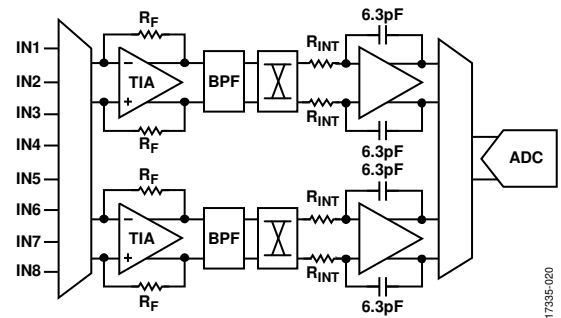 IN1
IN2
IN3
IN4
IN5
IN6
IN7
IN8
RF
TIA
RF
BPF
RINT
RINT
6.3pF
6.3pF
RF
TIA
RF
BPF
RINT
RINT
6.3pF
6.3pF
ADC
17335-020